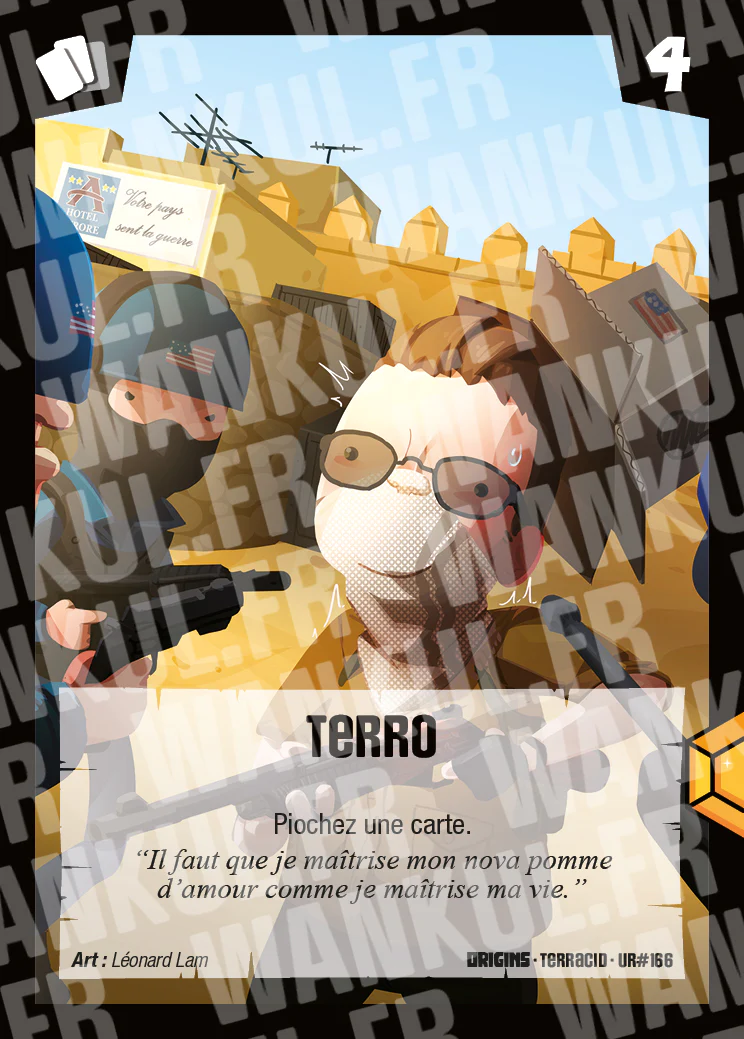 WANKUL.FR
4
A
HOTEL
Votre pays
sent la guerre
TERRO
Piochez une carte.
“Il faut que je maîtrise mon nova pomme
d’amour comme je maîtrise ma vie.”
Art : Léonard Lam
ORIGINS · TERRACID · UR#166